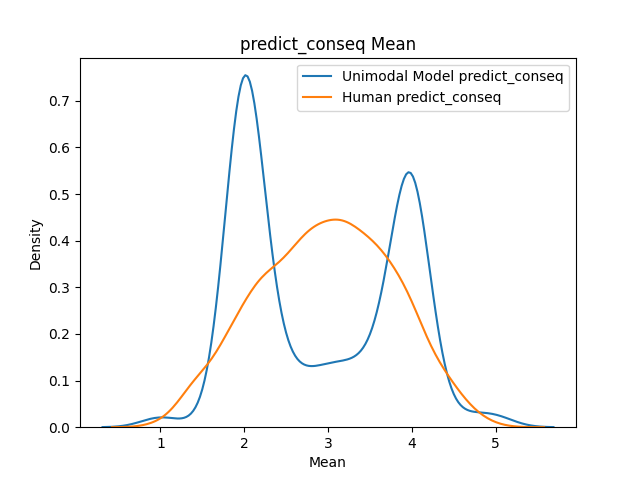 predict_conseq Mean
Unimodal Model predict_conseq
Human predict_conseq
0.7
0.6
0.5
0.4
0.3
0.2
0.1
0.0
Density
1 2 3 4 5
Mean